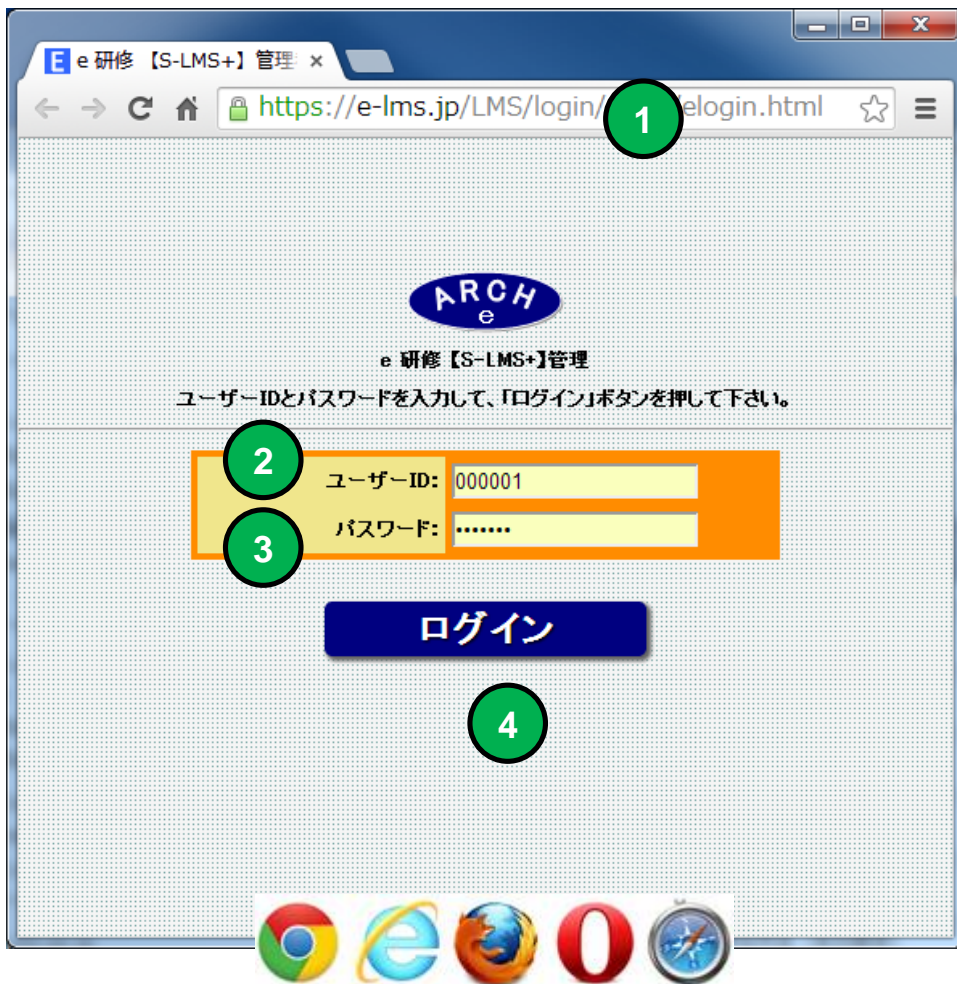 e 研修 【S-LMS+】管理
https://e-lms.jp/LMS/login/ elogin.html
1
ARCH
e
e 研修【S-LMS+】管理
ユーザーIDとパスワードを入力して、「ログイン」ボタンを押して下さい。
2
ユーザーID: 000001
パスワード: •••••••
3
ログイン
4